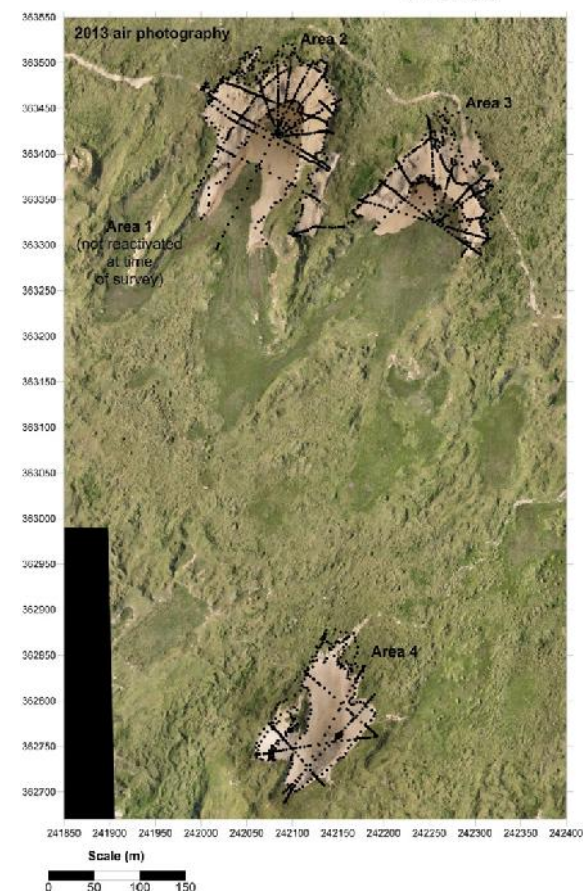 363550
2013 air photography
Area 2
363500
363450
Area 3
363400
363350
Area 1
(not reactivated
at time
of survey)
363300
363250
363200
363150
363100
363050
363000
362950
362900
362850
Area 4
362800
362750
362700
241850 241900 241950 242000 242050 242100 242150 242200 242250 242300 242350 242400
Scale (m)
0 50 100 150